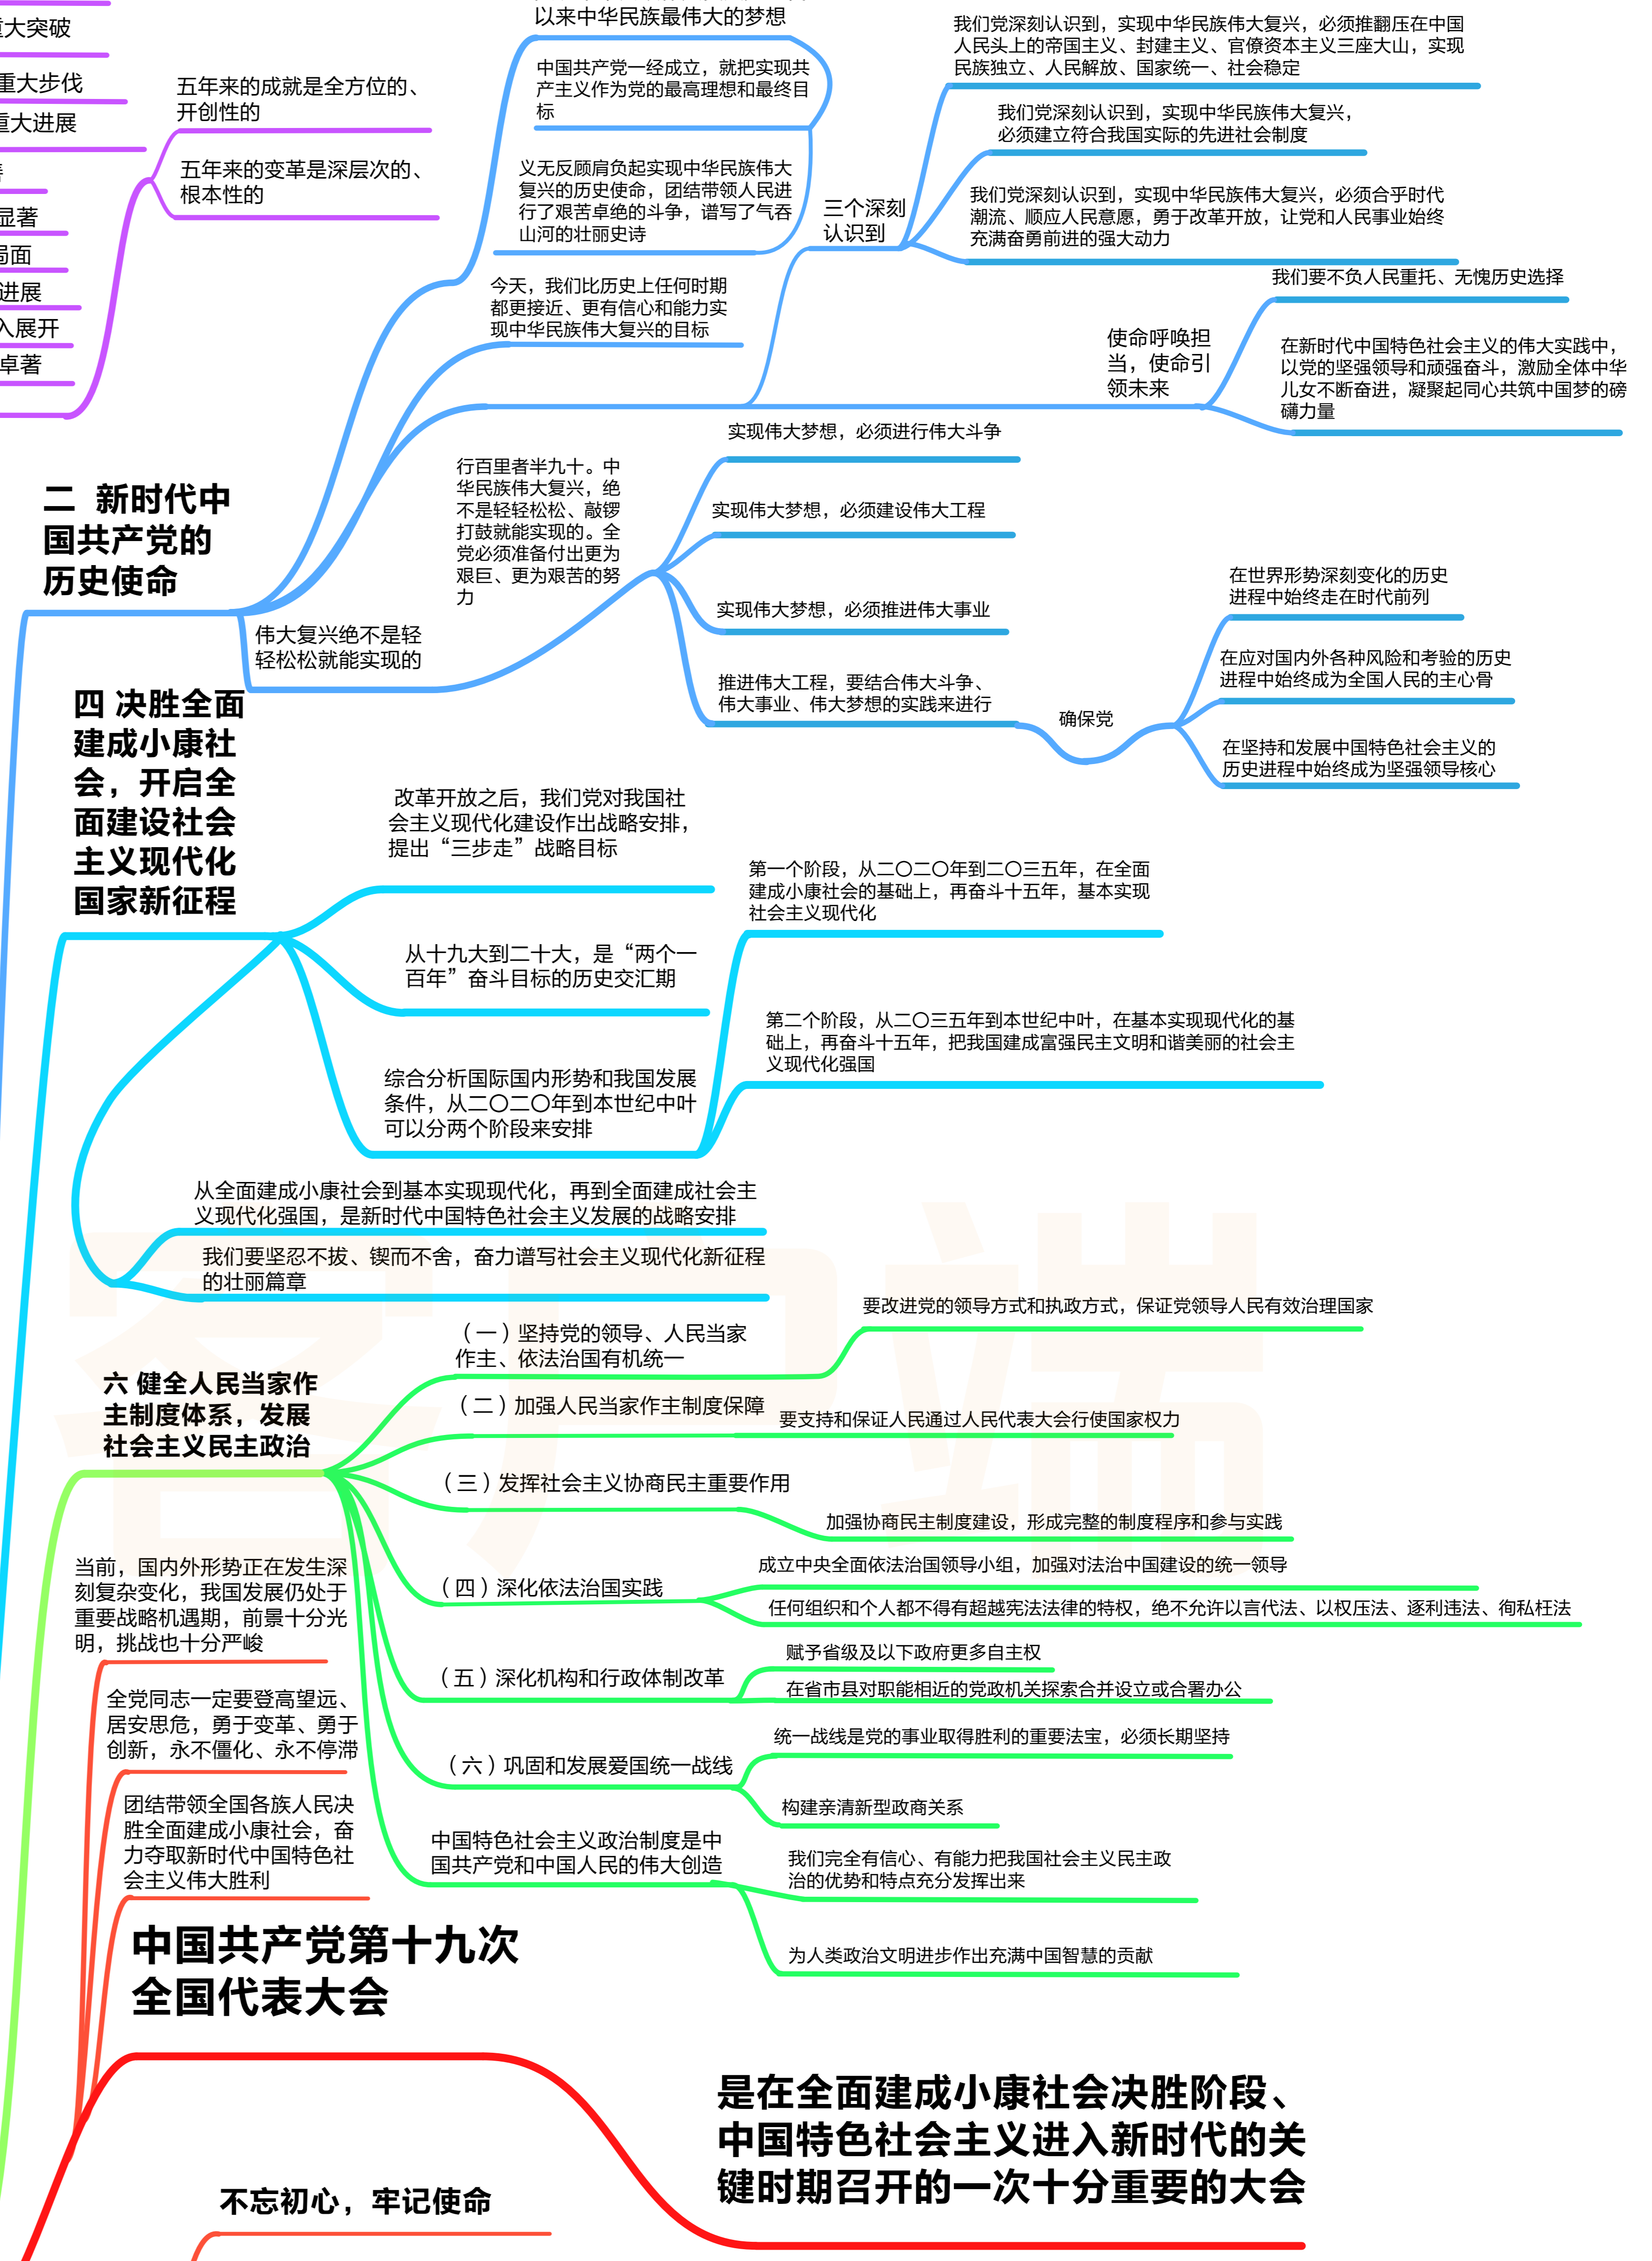 重大突破
重大步伐
重大进展
善
显著
局面
进展
入展开
卓著
五年来的成就是全方位的、
开创性的
五年来的变革是深层次的、
根本性的
以来中华民族最伟大的梦想
中国共产党一经成立，就把实现共
产主义作为党的最高理想和最终目
标
义无反顾肩负起实现中华民族伟大
复兴的历史使命，团结带领人民进
行了艰苦卓绝的斗争，谱写了气吞
山河的壮丽史诗
今天，我们比历史上任何时期
都更接近、更有信心和能力实
现中华民族伟大复兴的目标
三个深刻
认识到
我们党深刻认识到，实现中华民族伟大复兴，必须推翻压在中国
人民头上的帝国主义、封建主义、官僚资本主义三座大山，实现
民族独立、人民解放、国家统一、社会稳定
我们党深刻认识到，实现中华民族伟大复兴，
必须建立符合我国实际的先进社会制度
我们党深刻认识到，实现中华民族伟大复兴，必须合乎时代
潮流、顺应人民意愿，勇于改革开放，让党和人民事业始终
充满奋勇前进的强大动力
使命呼唤担
当，使命引
领未来
我们要不负人民重托、无愧历史选择
在新时代中国特色社会主义的伟大实践中，
以党的坚强领导和顽强奋斗，激励全体中华
儿女不断奋进，凝聚起同心共筑中国梦的磅
礴力量
二 新时代中
国共产党的
历史使命
伟大复兴绝不是轻
轻松松就能实现的
行百里者半九十。中
华民族伟大复兴，绝
不是轻轻松松、敲锣
打鼓就能实现的。全
党必须准备付出更为
艰巨、更为艰苦的努
力
实现伟大梦想，必须进行伟大斗争
实现伟大梦想，必须建设伟大工程
实现伟大梦想，必须推进伟大事业
推进伟大工程，要结合伟大斗争、
伟大事业、伟大梦想的实践来进行
确保党
在世界形势深刻变化的历史
进程中始终走在时代前列
在应对国内外各种风险和考验的历史
进程中始终成为全国人民的主心骨
在坚持和发展中国特色社会主义的
历史进程中始终成为坚强领导核心
四 决胜全面
建成小康社
会，开启全
面建设社会
主义现代化
国家新征程
改革开放之后，我们党对我国社
会主义现代化建设作出战略安排，
提出“三步走”战略目标
从十九大到二十大，是“两个一
百年”奋斗目标的历史交汇期
综合分析国际国内形势和我国发展
条件，从二〇二〇年到本世纪中叶
可以分两个阶段来安排
第一个阶段，从二〇二〇年到二〇三五年，在全面
建成小康社会的基础上，再奋斗十五年，基本实现
社会主义现代化
第二个阶段，从二〇三五年到本世纪中叶，在基本实现现代化的基
础上，再奋斗十五年，把我国建成富强民主文明和谐美丽的社会主
义现代化强国
从全面建成小康社会到基本实现现代化，再到全面建成社会主
义现代化强国，是新时代中国特色社会主义发展的战略安排
我们要坚忍不拔、锲而不舍，奋力谱写社会主义现代化新征程
的壮丽篇章
客户端
六 健全人民当家作
主制度体系，发展
社会主义民主政治
（一）坚持党的领导、人民当家
作主、依法治国有机统一
要改进党的领导方式和执政方式，保证党领导人民有效治理国家
（二）加强人民当家作主制度保障
要支持和保证人民通过人民代表大会行使国家权力
（三）发挥社会主义协商民主重要作用
加强协商民主制度建设，形成完整的制度程序和参与实践
（四）深化依法治国实践
成立中央全面依法治国领导小组，加强对法治中国建设的统一领导
任何组织和个人都不得有超越宪法法律的特权，绝不允许以言代法、以权压法、逐利违法、徇私枉法
（五）深化机构和行政体制改革
赋予省级及以下政府更多自主权
在省市县对职能相近的党政机关探索合并设立或合署办公
（六）巩固和发展爱国统一战线
统一战线是党的事业取得胜利的重要法宝，必须长期坚持
构建亲清新型政商关系
中国特色社会主义政治制度是中
国共产党和中国人民的伟大创造
我们完全有信心、有能力把我国社会主义民主政
治的优势和特点充分发挥出来
为人类政治文明进步作出充满中国智慧的贡献
当前，国内外形势正在发生深
刻复杂变化，我国发展仍处于
重要战略机遇期，前景十分光
明，挑战也十分严峻
全党同志一定要登高望远、
居安思危，勇于变革、勇于
创新，永不僵化、永不停滞
团结带领全国各族人民决
胜全面建成小康社会，奋
力夺取新时代中国特色社
会主义伟大胜利
中国共产党第十九次
全国代表大会
是在全面建成小康社会决胜阶段、
中国特色社会主义进入新时代的关
键时期召开的一次十分重要的大会
不忘初心，牢记使命